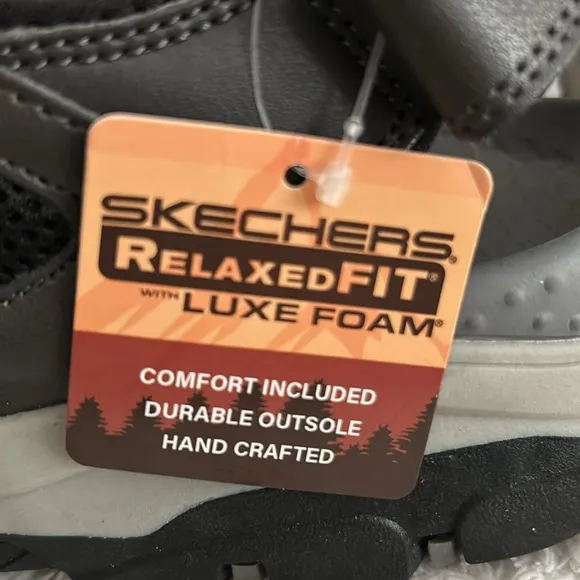 SKECHERS®
RELAXED FIT®
WITH LUXE FOAM®
COMFORT INCLUDED
DURABLE OUTSOLE
HAND CRAFTED